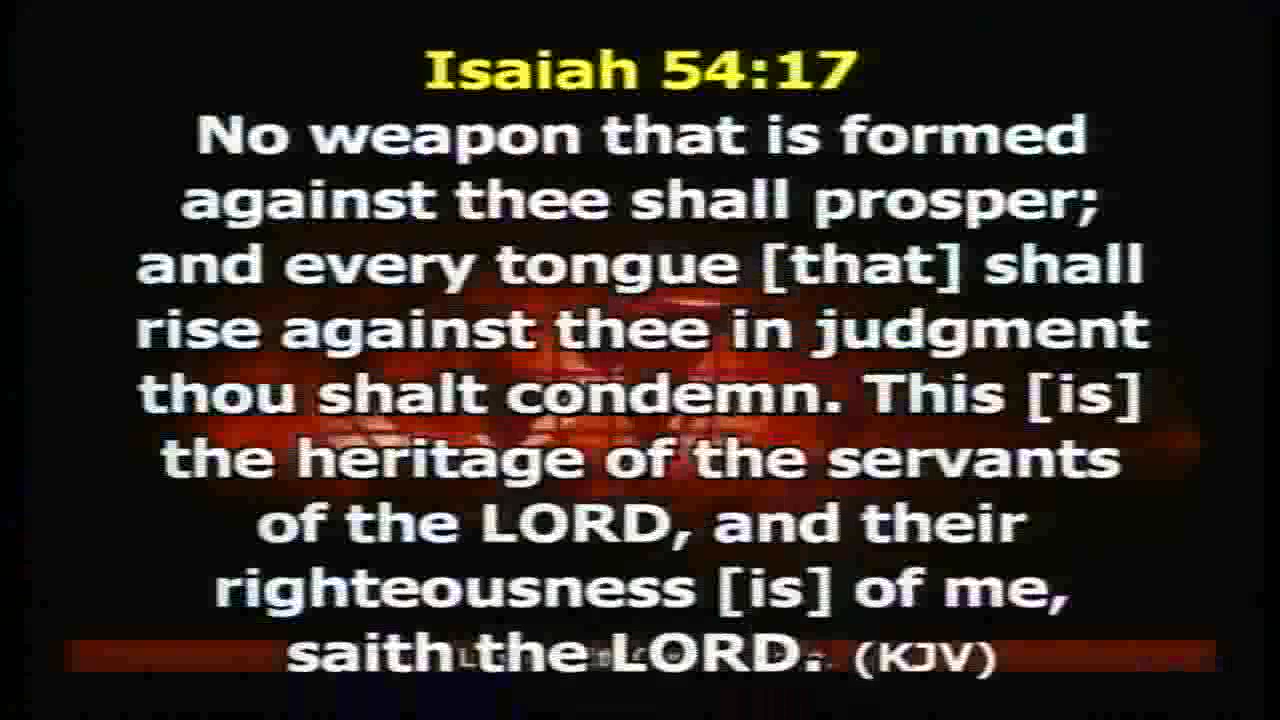 Isaiah 54:17
No weapon that is formed
against thee shall prosper;
and every tongue [that] shall
rise against thee in judgment
thou shalt condemn. This [is]
the heritage of the servants
of the LORD, and their
righteousness [is] of me,
saith the LORD. (KJV)